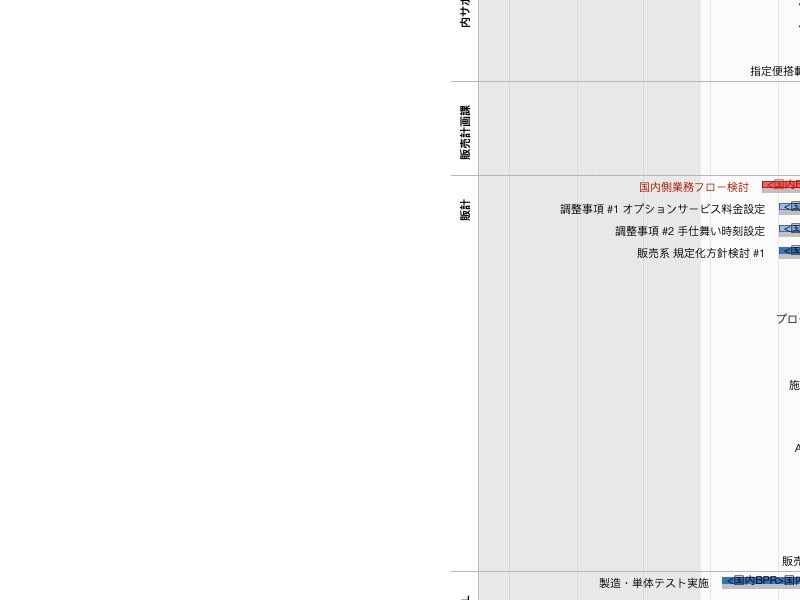 内サポ
指定便搭載
販売計画課
国内側業務フロー検討
調整事項 #1 オプションサービス料金設定
調整事項 #2 手仕舞い時刻設定
販計
販売系 規定化方針検討 #1
プロ
施
A
販売
製造・単体テスト実施 <国内BPR>国内